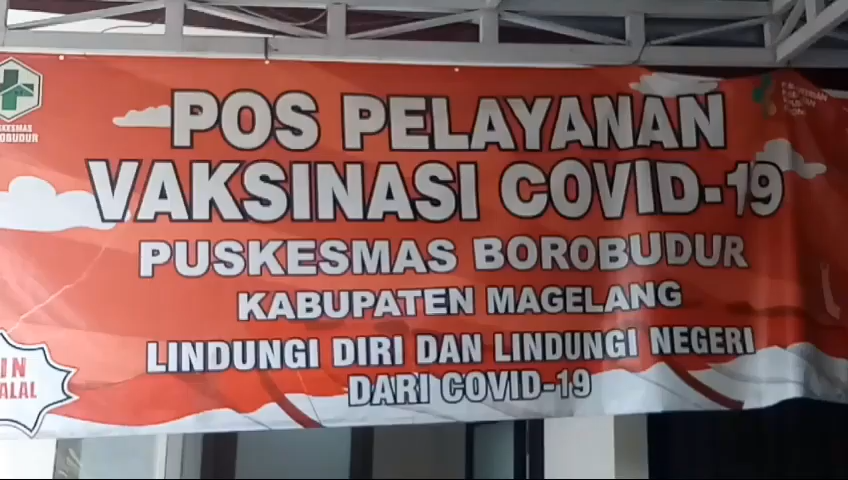 POS PELAYANAN
VAKSINASI COVID-19
PUSKESMAS BOROBUDUR
KABUPATEN MAGELANG
LINDUNGI DIRI DAN LINDUNGI NEGERI
DARI COVID-19